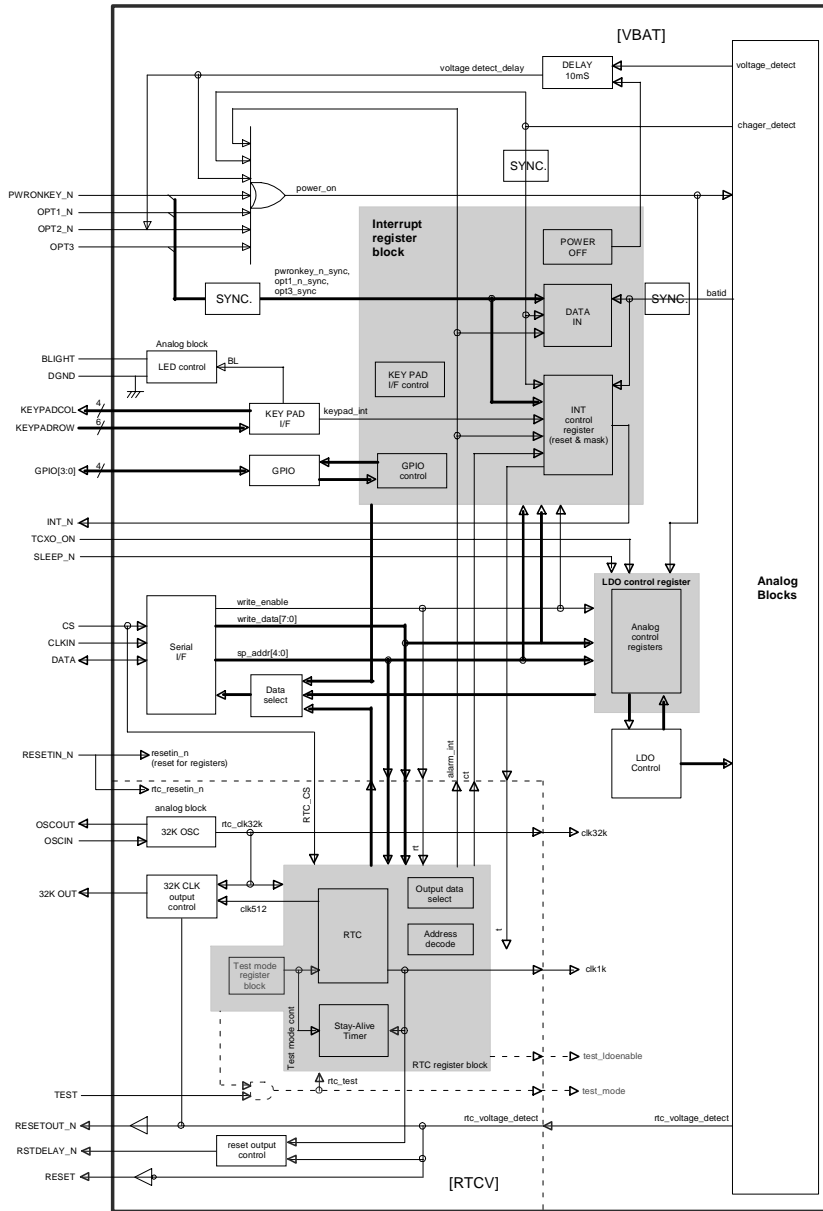 [VBAT]
voltage detect_delay
DELAY
10mS
voltage_detect
chager_detect
SYNC.
PWRONKEY_N
power_on
OPT1_N
OPT2_N
OPT3
Interrupt
register
block
POWER
OFF
pwronkey_n_sync,
opt1_n_sync,
opt3_sync
SYNC.
DATA
IN
SYNC.
batid
Analog block
BLIGHT
LED control
BL
DGND
KEY PAD
I/F control
KEYPADCOL
4
KEYPADROW
6
KEY PAD
I/F
keypad_int
INT
control
register
(reset & mask)
GPIO[3:0]
4
GPIO
GPIO
control
INT_N
TCXO_ON
SLEEP_N
LDO control register
Analog
Blocks
write_enable
CS
write_data[7:0]
CLKIN
Serial
I/F
DATA
sp_addr[4:0]
Analog
control
registers
Data
select
RESETIN_N
resetin_n
(reset for registers)
rtc_resetin_n
RTC_CS
alarm_int
ct
LDO
Control
analog block
OSCOUT
32K OSC
rtc_clk32k
OSCIN
clk32k
rt
32K OUT
32K CLK
output
control
clk512
RTC
Output data
select
Address
decode
t
Test mode
register
block
clk1k
Test mode cont
Stay-Alive
Timer
RTC register block
test_ldoenable
rtc_test
TEST
test_mode
RESETOUT_N
rtc_voltage_detect
rtc_voltage_detect
RSTDELAY_N
reset output
control
RESET
[RTCV]